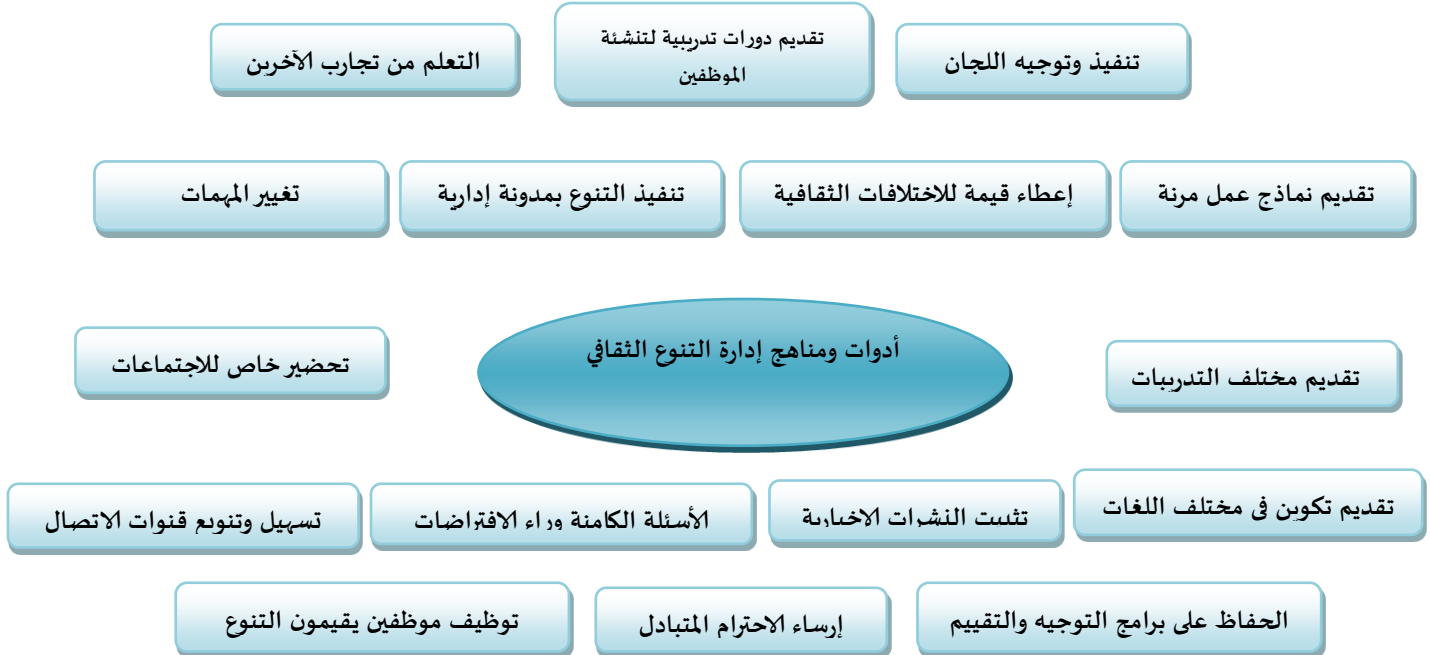 تنفيذ وتوجيه اللجان
تقديم دورات تدريبية لتنشئة
الموظفين
التعلم من تجارب الآخرين
تقديم نماذج عمل مرنة
إعطاء قيمة للاختلافات الثقافية
تنفيذ التنوع بمدونة إدارية
تغيير المهمات
أدوات ومناهج إدارة التنوع الثقافي
تحضير خاص للاجتماعات
تقديم مختلف التدريبات
تقديم تكوين في مختلف اللغات
تثبيت النشرات الاخبارية
الأسئلة الكامنة وراء الافتراضات
تسهيل وتنويع قنوات الاتصال
الحفاظ على برامج التوجيه والتقييم
إرساء الاحترام المتبادل
توظيف موظفين يقيمون التنوع